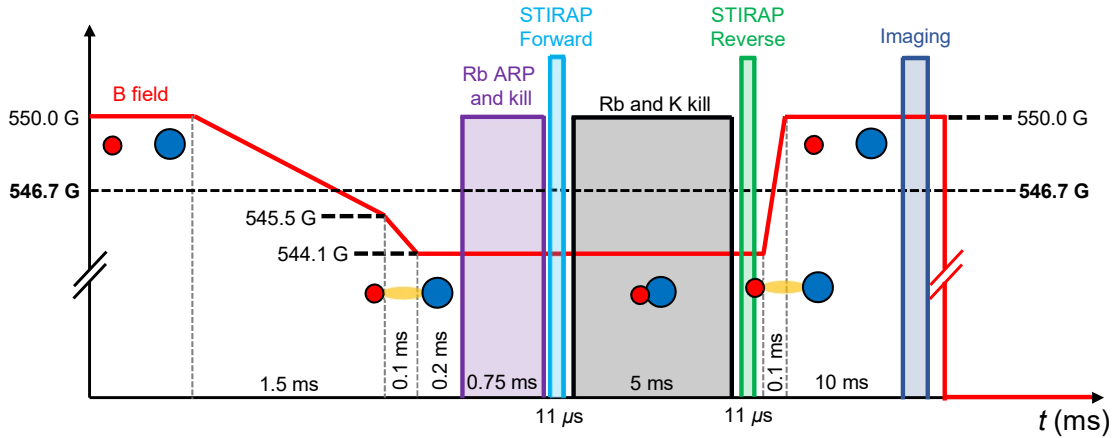 STIRAP
Forward
STIRAP
Reverse
Imaging
B field
Rb ARP
and kill
Rb and K kill
550.0 G
550.0 G
546.7 G
546.7 G
545.5 G
544.1 G
1.5 ms
0.1 ms
0.2 ms
0.75 ms
5 ms
0.1 ms
10 ms
11 µs
11 µs
t (ms)